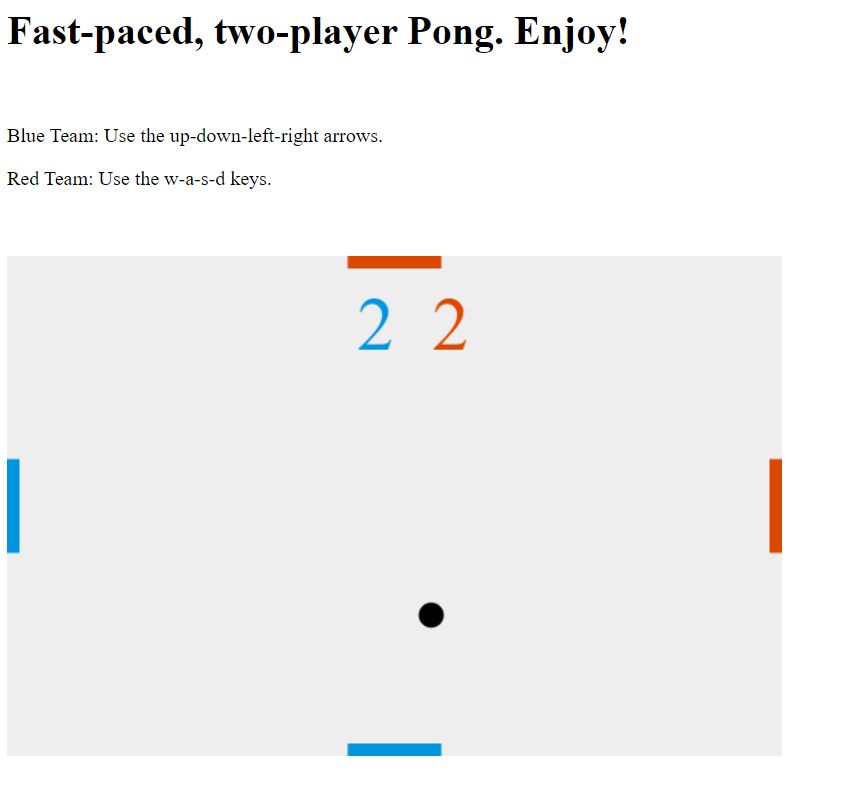 Fast-paced, two-player Pong. Enjoy!
Blue Team: Use the up-down-left-right arrows.
Red Team: Use the w-a-s-d keys.
2 2